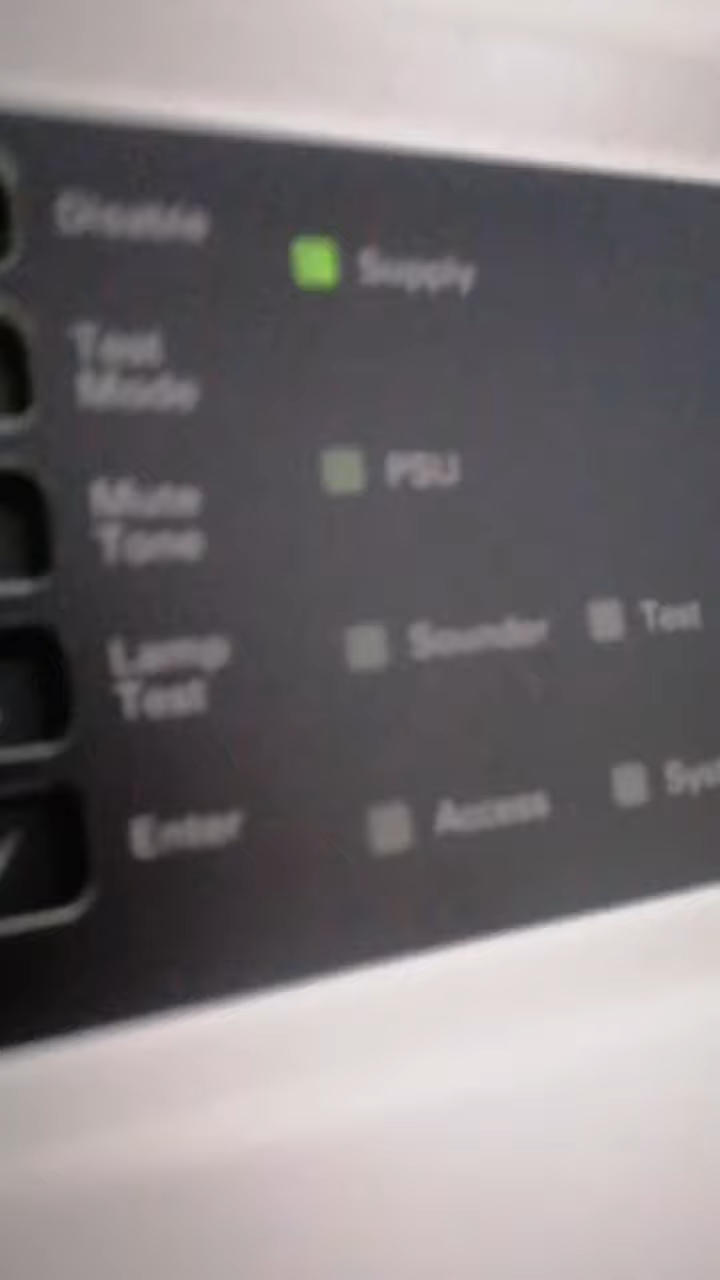 Disable
Supply
Test
Mode
PSU
Mute
Tone
Sounder
Test
Lamp
Test
Access
Enter